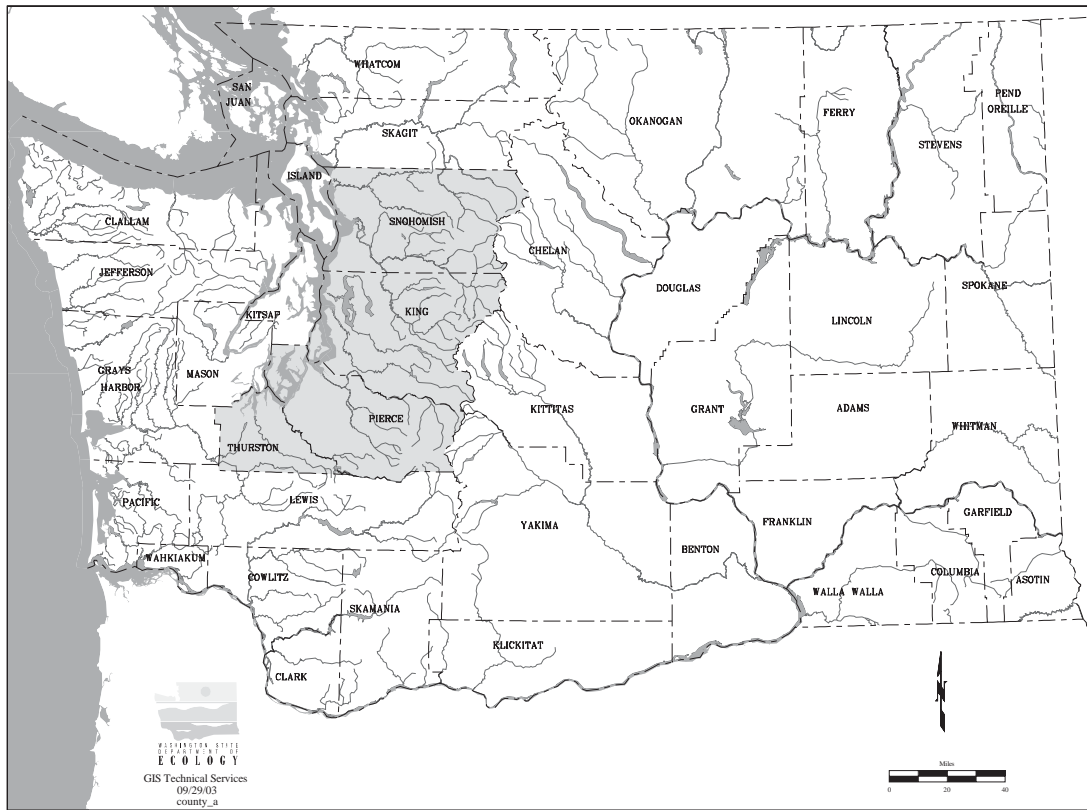 WHATCOM
SAN
JUAN
SKAGIT
OKANOGAN
FERRY
PEND
OREILLE
STEVENS
ISLAND
CLALLAM
SNOHOMISH
CHELAN
JEFFERSON
DOUGLAS
SPOKANE
KITSAP
KING
LINCOLN
GRAYS
HARBOR
MASON
PIERCE
KITTITAS
GRANT
ADAMS
WHITMAN
THURSTON
PACIFIC
LEWIS
YAKIMA
FRANKLIN
GARFIELD
BENTON
WAHKIAKUM
COWLITZ
COLUMBIA
ASOTIN
SKAMANIA
WALLA WALLA
KLICKITAT
CLARK
N
WASHINGTON STATE
DEPARTMENT OF
ECOLOGY
GIS Technical Services
09/29/03
county_a
Miles
0 20 40